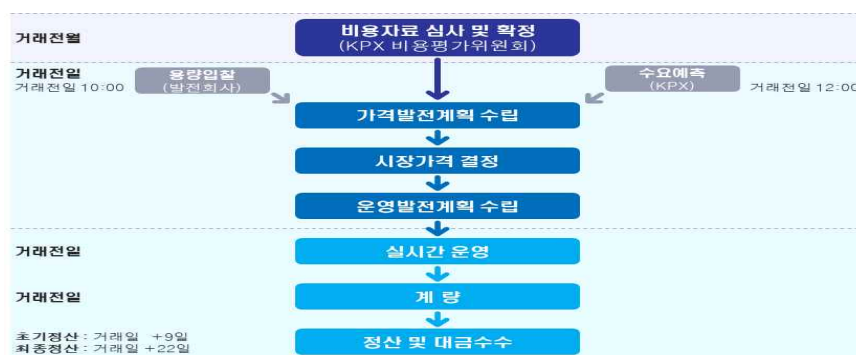 거래전월
비용자료 심사 및 확정
(KPX 비용평가위원회)
거래전일
거래전일 10:00
용량입찰
(발전회사)
수요예측
(KPX)
거래전일 12:00
가격발전계획 수립
시장가격 결정
운영발전계획 수립
거래전일
실시간 운영
거래전일
계 량
초기정산 : 거래일 +9일
최종정산 : 거래일 +22일
정산 및 대금수수